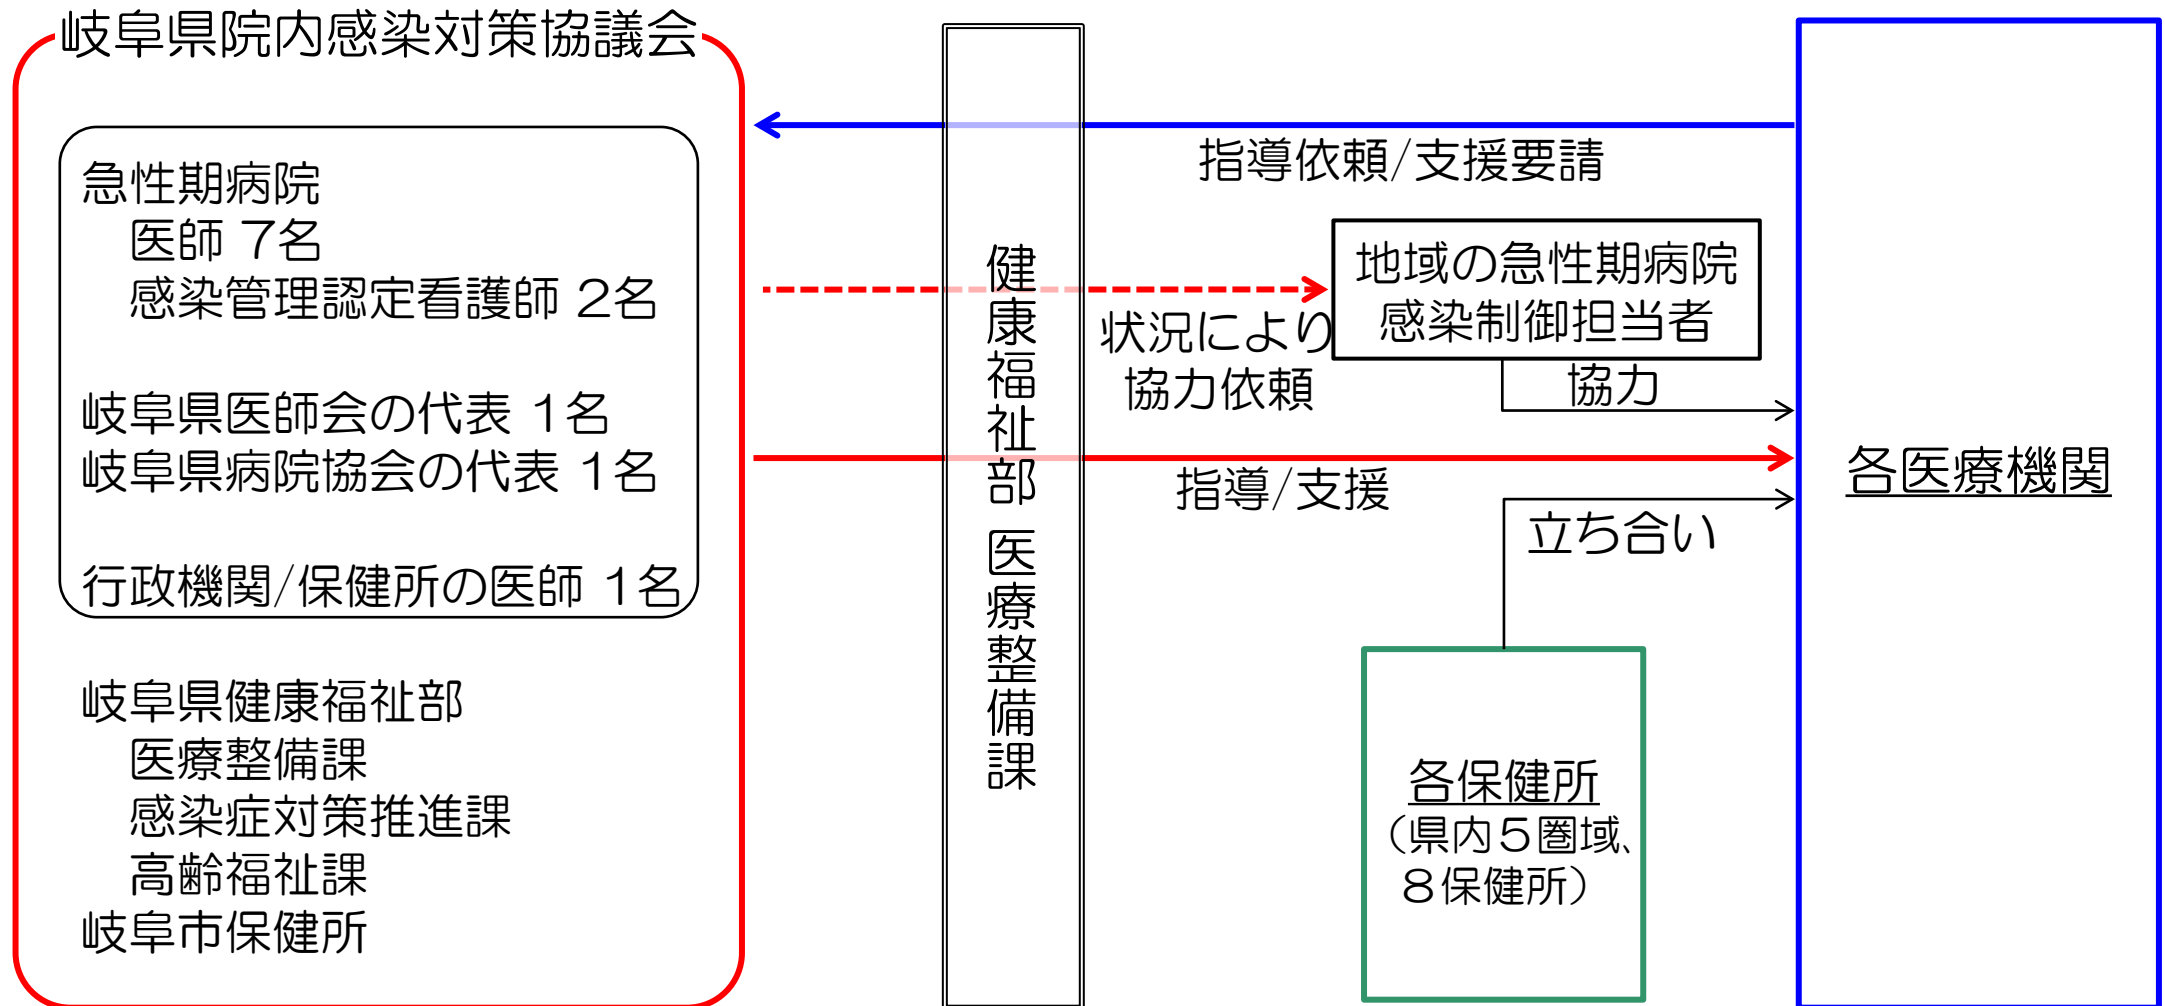 岐阜県院内感染対策協議会
急性期病院
医師 7名
感染管理認定看護師 2名
岐阜県医師会の代表 1名
岐阜県病院協会の代表 1名
行政機関/保健所の医師 1名
岐阜県健康福祉部
医療整備課
感染症対策推進課
高齢福祉課
岐阜市保健所
健康福祉部 医療整備課
指導依頼/支援要請
地域の急性期病院
感染制御担当者
状況により
協力依頼
協力
指導/支援
立ち合い
各保健所
（県内５圏域、
８保健所）
各医療機関